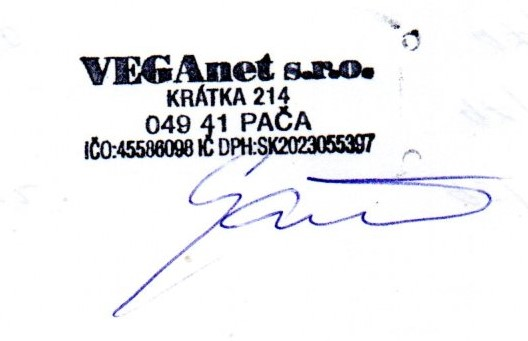 VEGAnet s.r.o.
KRÁTKA 214
049 41 PAČA
IČO:45586098 IČ DPH:SK2023055397